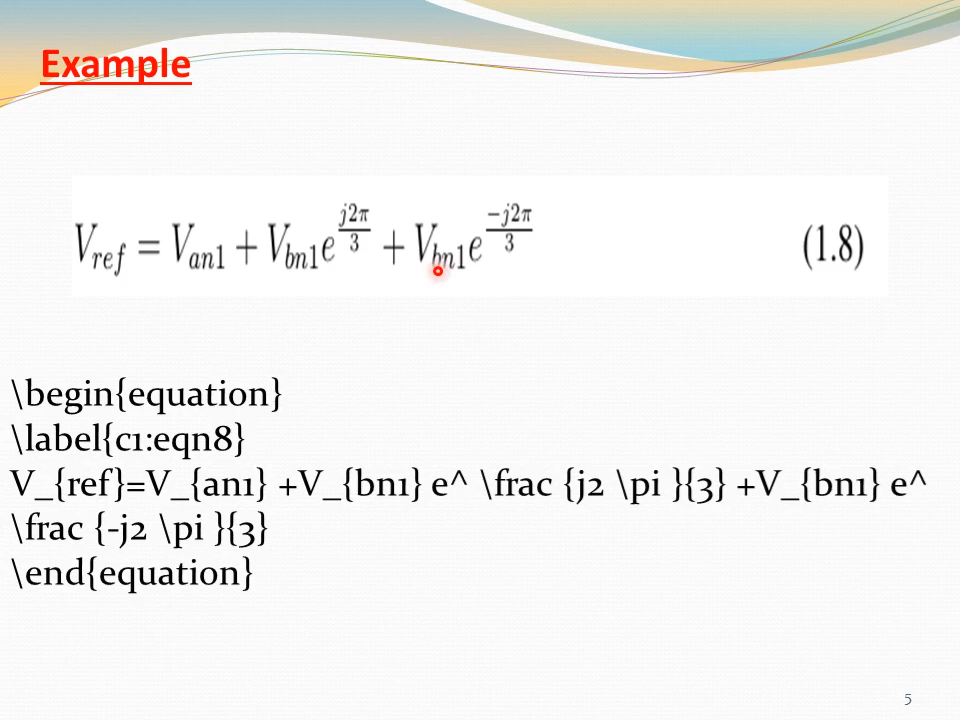 Example
V_{ref} = V_{an1} + V_{bn1}e^{\frac{j2\pi}{3}} + V_{bn1}e^{\frac{-j2\pi}{3}} (1.8)
\begin{equation}
\label{c1:eqn8}
V_{ref}=V_{an1} +V_{bn1} e^ \frac {j2 \pi }{3} +V_{bn1} e^
\frac {-j2 \pi }{3}
\end{equation}
5